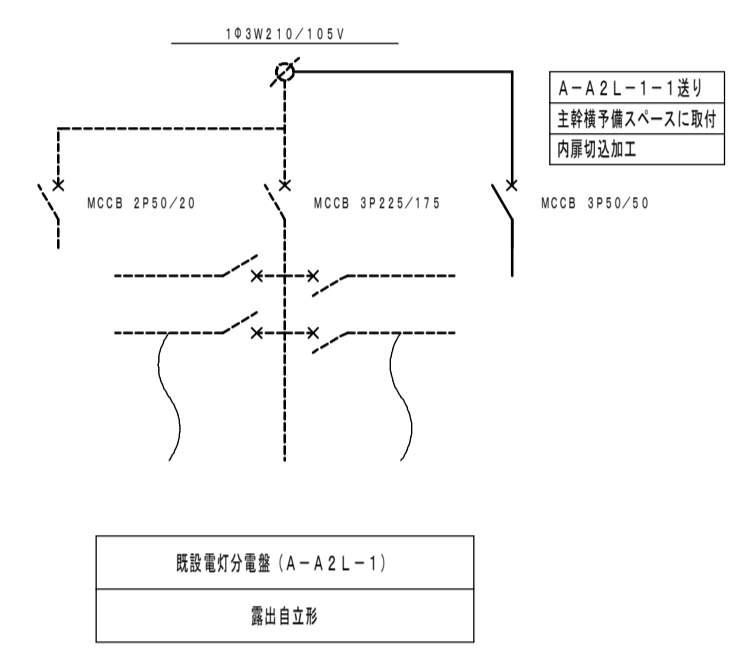 1Φ3W210/105V
A-A2L-1-1送り
主幹横予備スペースに取付
内扉切込加工
MCCB 2P50/20
MCCB 3P225/175
MCCB 3P50/50
既設電灯分電盤(A-A2L-1)
露出自立形